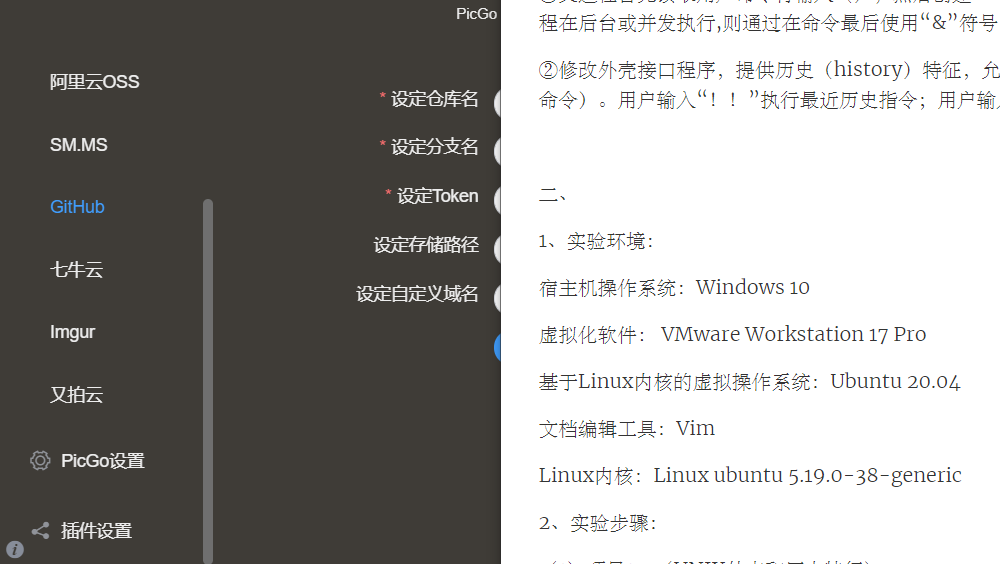 PicGo
阿里云OSS
SM.MS
GitHub
七牛云
Imgur
又拍云
PicGo设置
插件设置
* 设定仓库名
* 设定分支名
* 设定Token
设定存储路径
设定自定义域名
程在后台或并发执行,则通过在命令最后使用“&”符号
②修改外壳接口程序，提供历史（history）特征，允
命令）。用户输入“！！”执行最近历史指令；用户输
二、
1、实验环境：
宿主机操作系统：Windows 10
虚拟化软件： VMware Workstation 17 Pro
基于Linux内核的虚拟操作系统：Ubuntu 20.04
文档编辑工具：Vim
Linux内核：Linux ubuntu 5.19.0-38-generic
2、实验步骤：